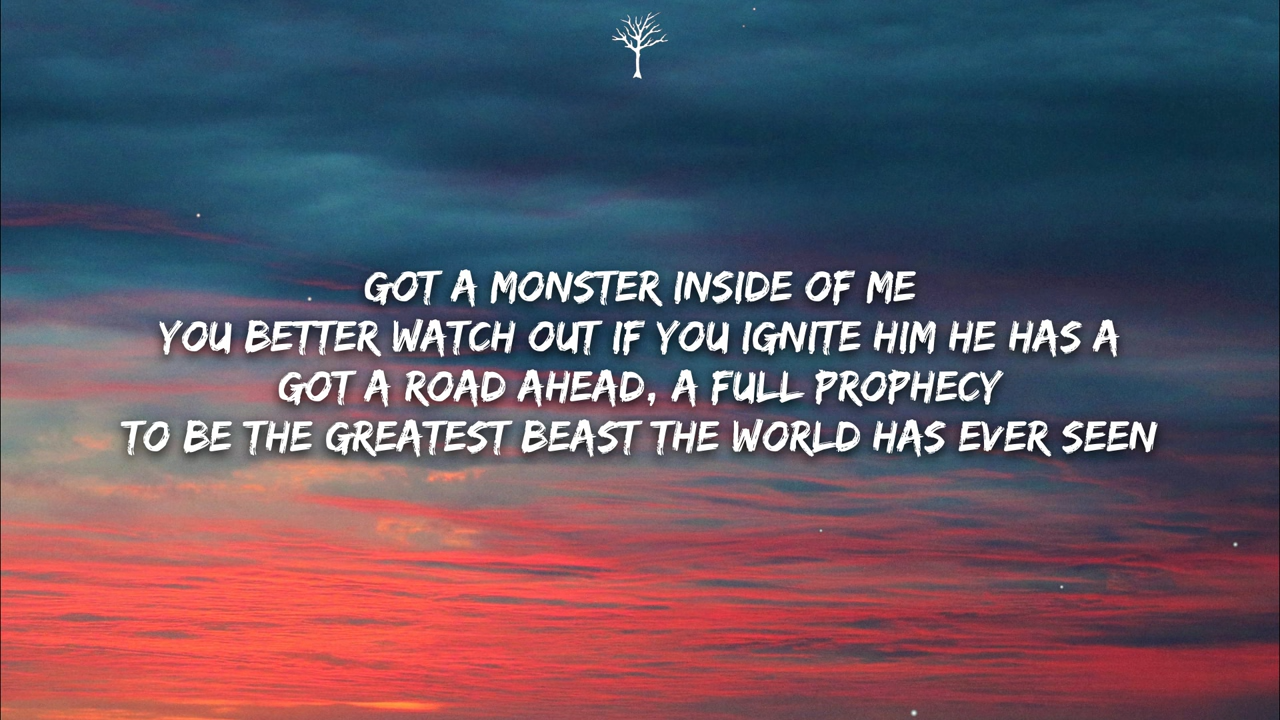 GOT A MONSTER INSIDE OF ME
YOU BETTER WATCH OUT IF YOU IGNITE HIM HE HAS A
GOT A ROAD AHEAD, A FULL PROPHECY
TO BE THE GREATEST BEAST THE WORLD HAS EVER SEEN